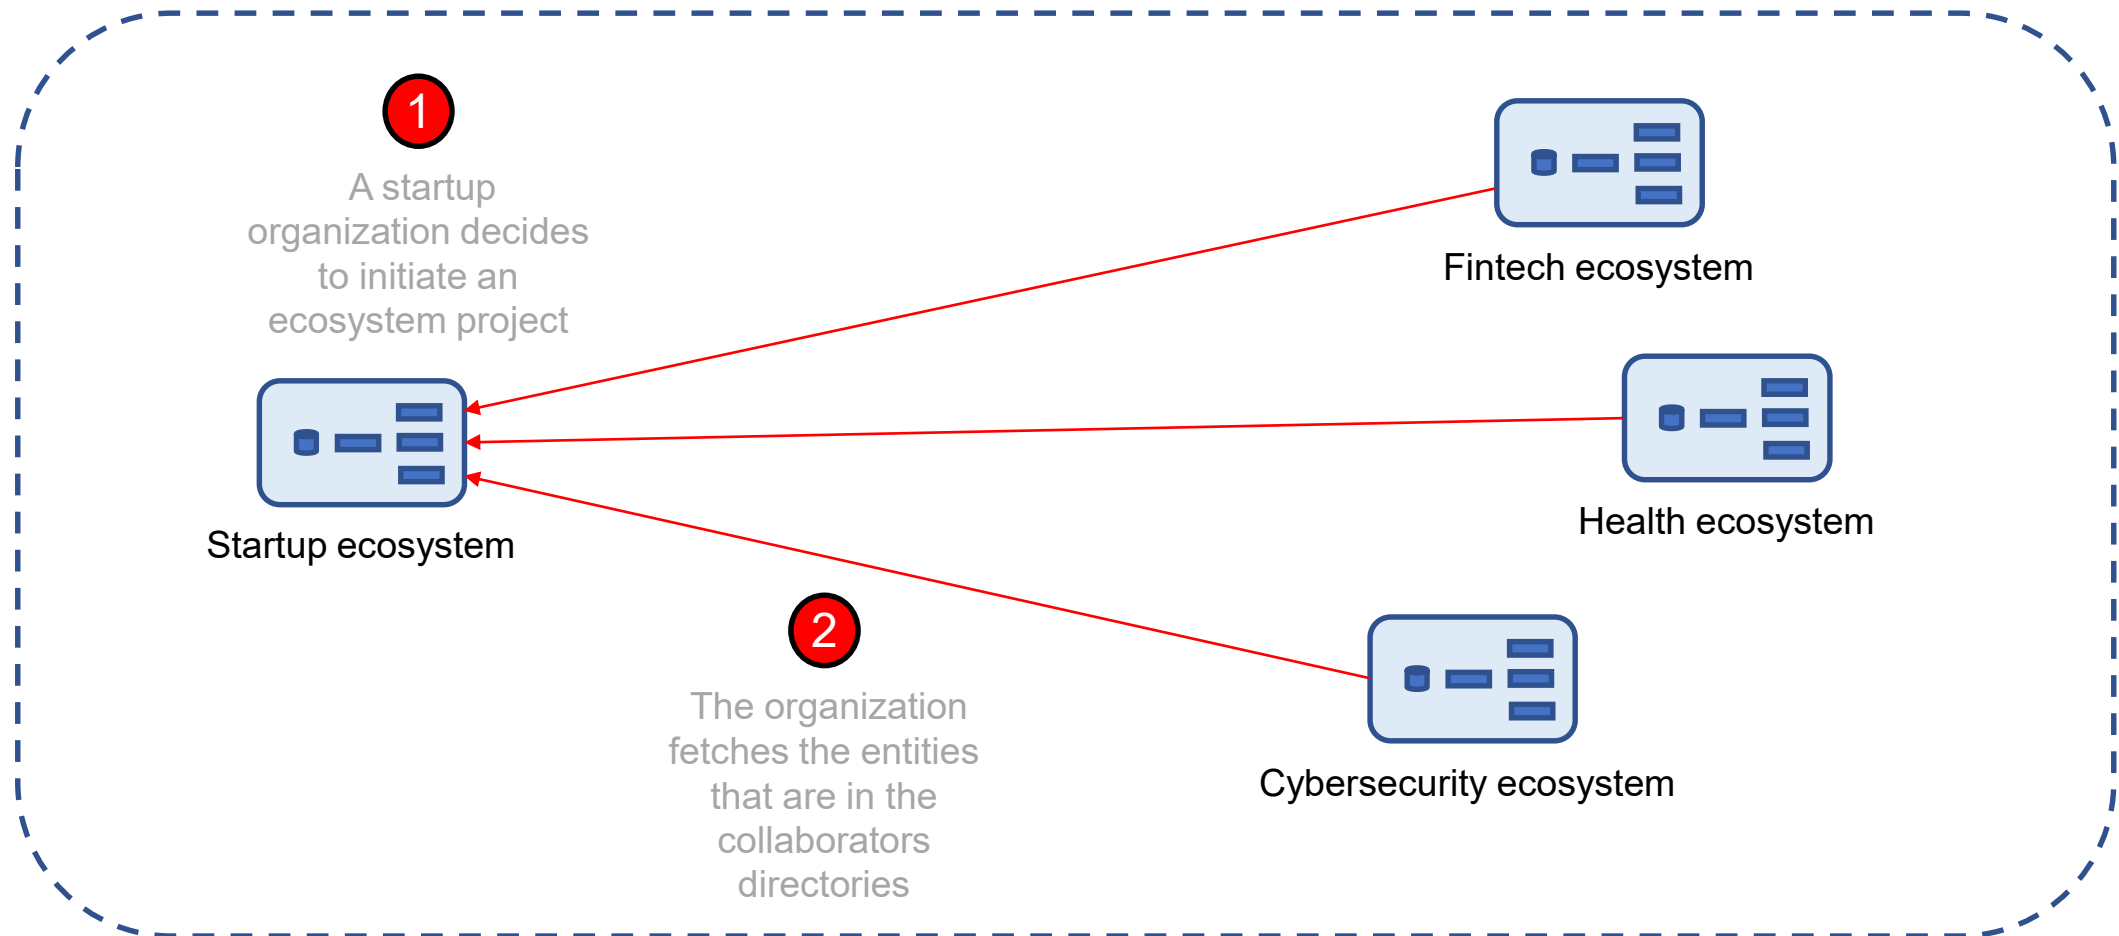 1
A startup
organization decides
to initiate an
ecosystem project
Startup ecosystem
2
The organization
fetches the entities
that are in the
collaborators
directories
Fintech ecosystem
Health ecosystem
Cybersecurity ecosystem